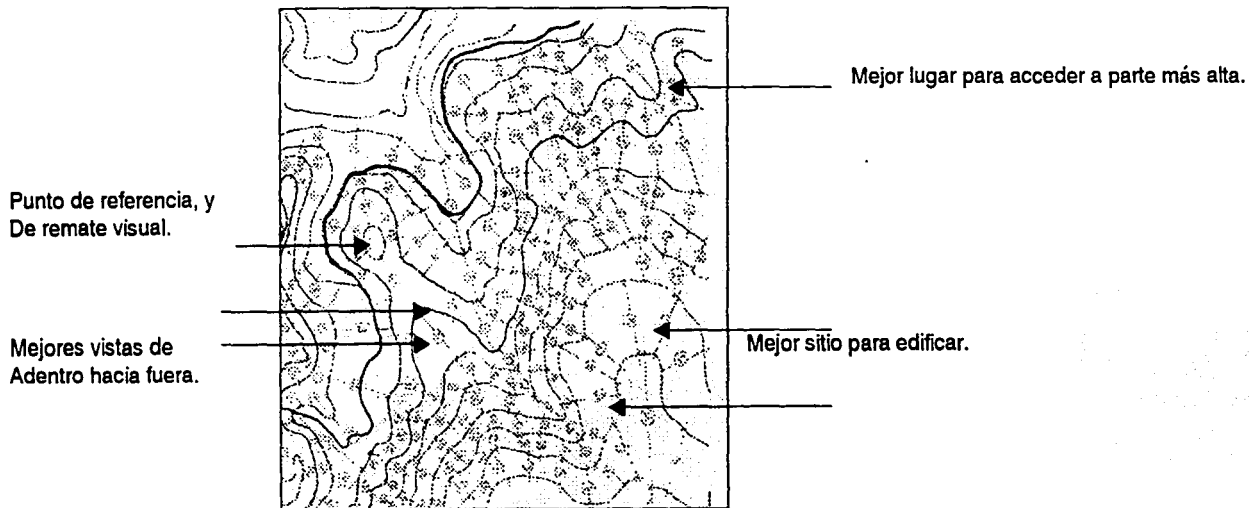 Mejor lugar para acceder a parte más alta.
Punto de referencia, y
De remate visual.
Mejores vistas de
Adentro hacia fuera.
Mejor sitio para edificar.